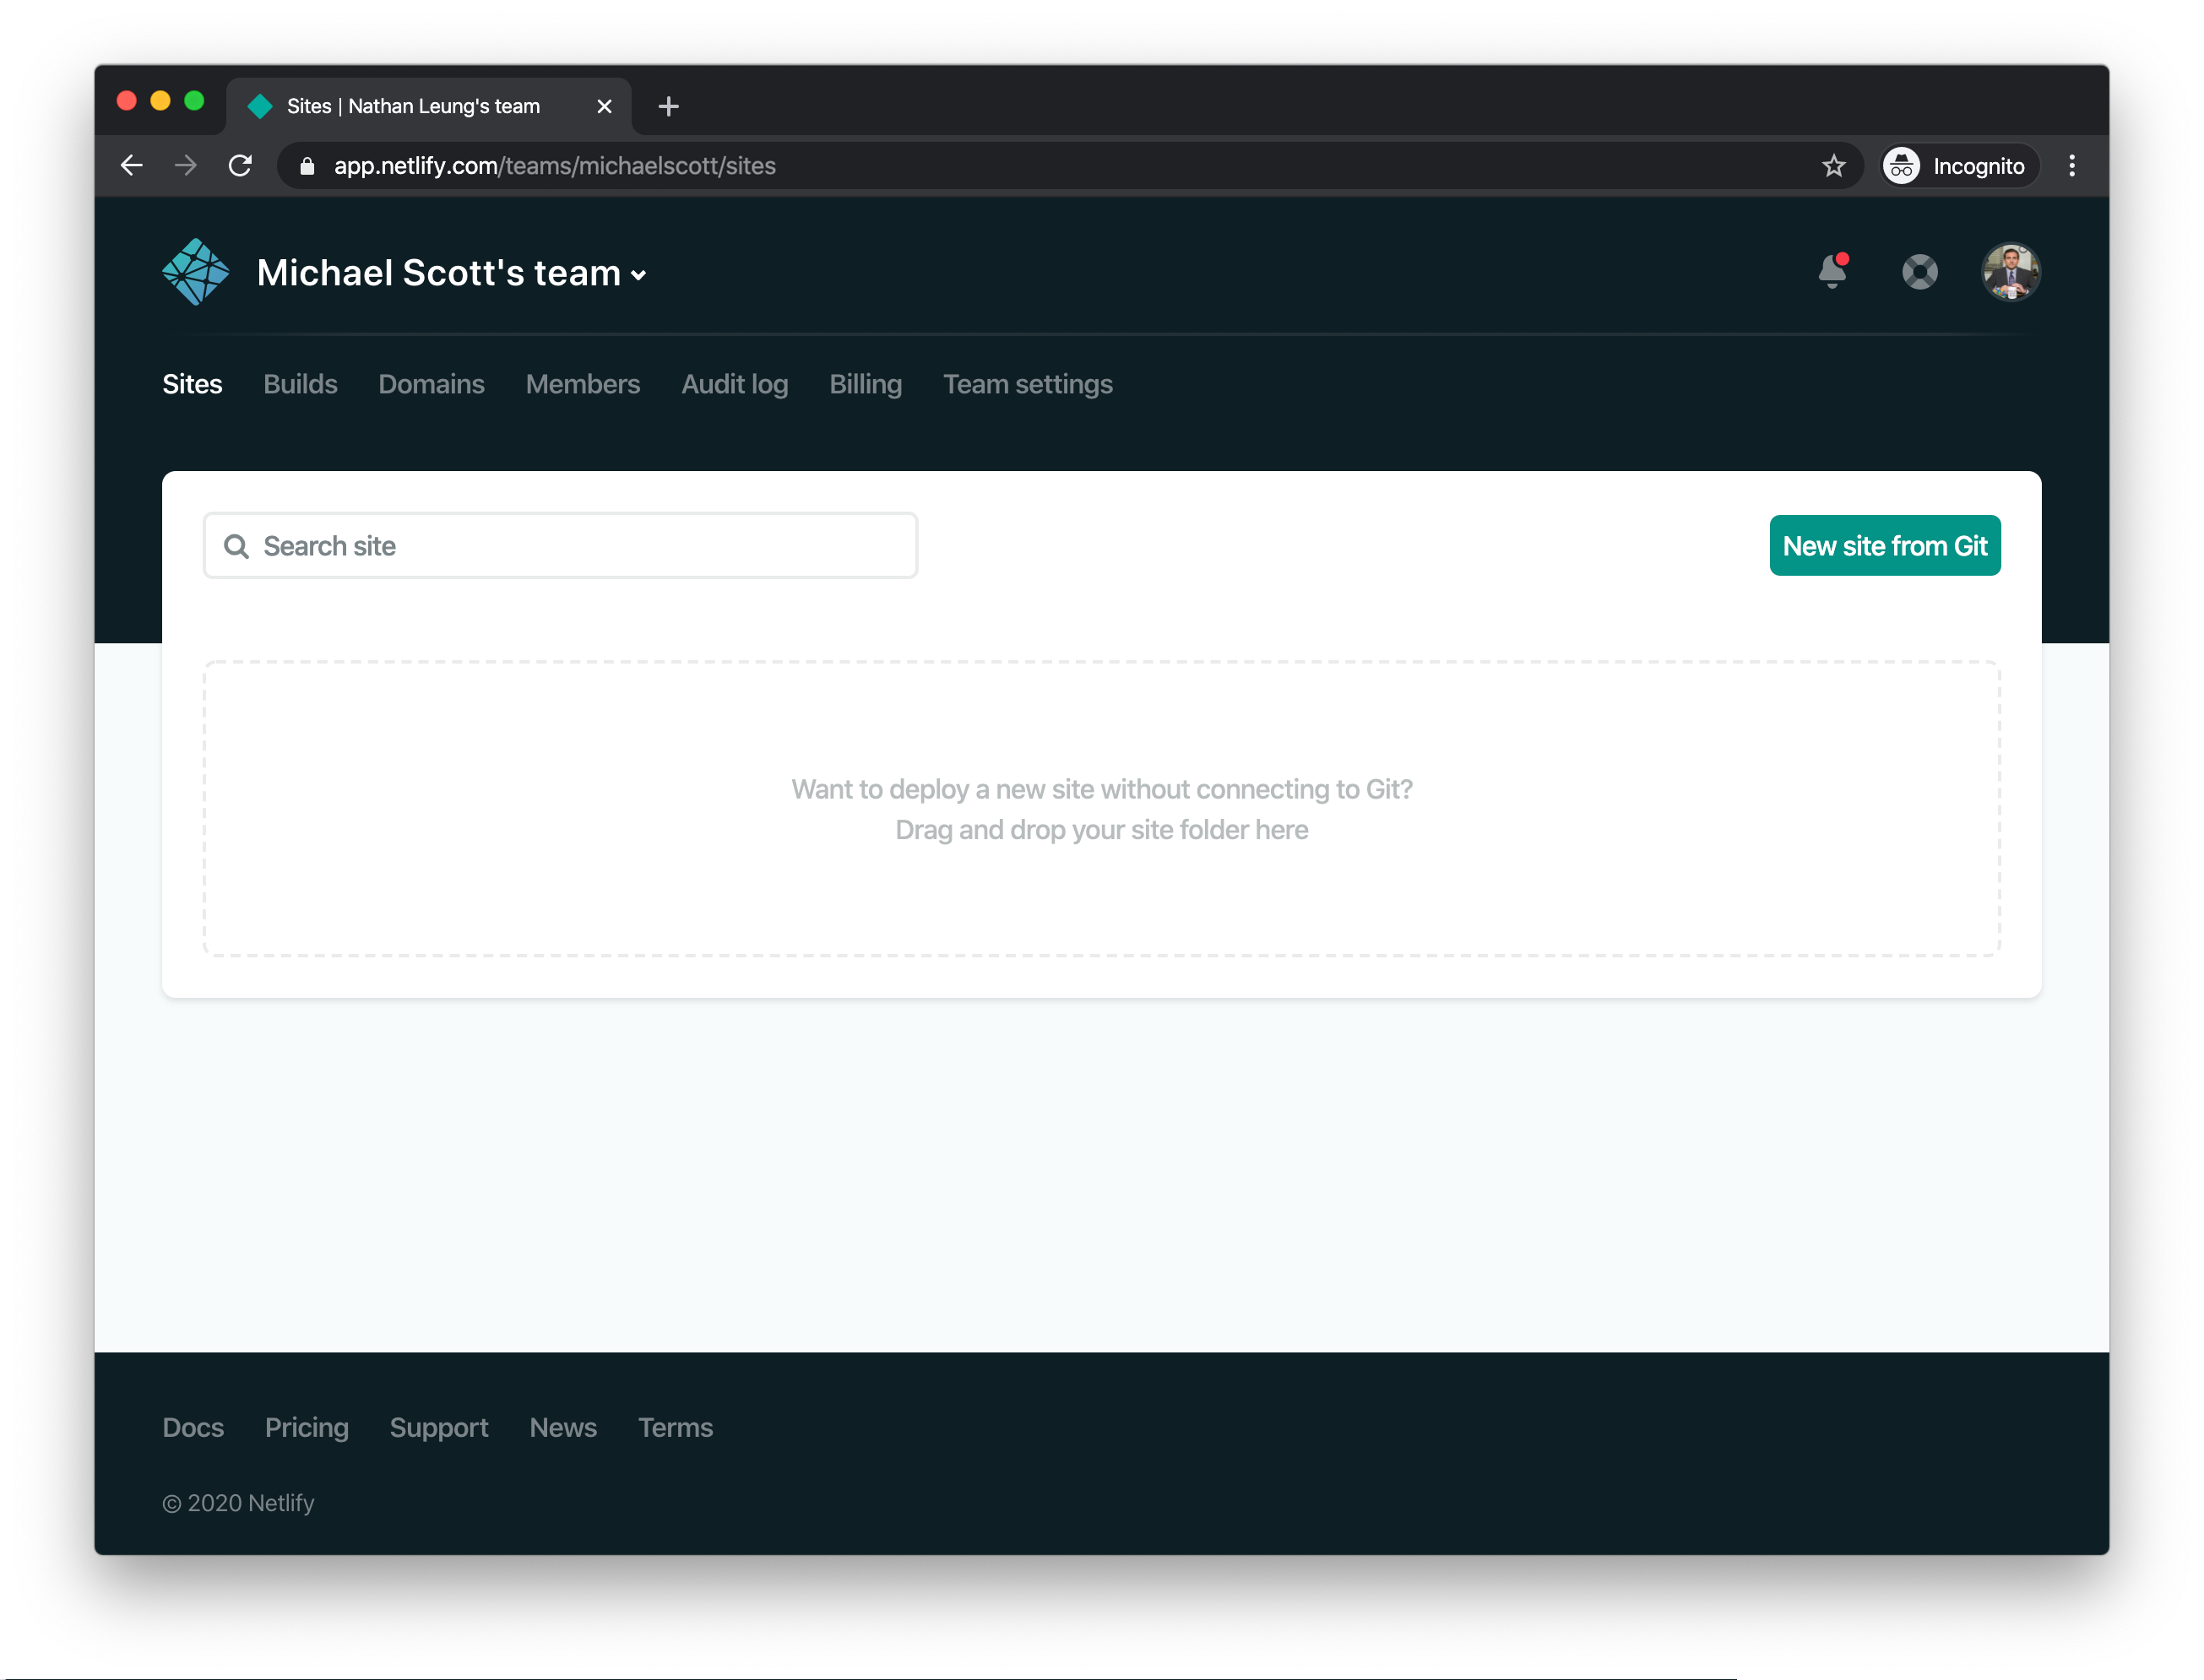 Sites | Nathan Leung's team
app.netlify.com/teams/michaelscott/sites
Incognito
Michael Scott's team
Sites Builds Domains Members Audit log Billing Team settings
Search site
New site from Git
Want to deploy a new site without connecting to Git?
Drag and drop your site folder here
Docs Pricing Support News Terms
© 2020 Netlify